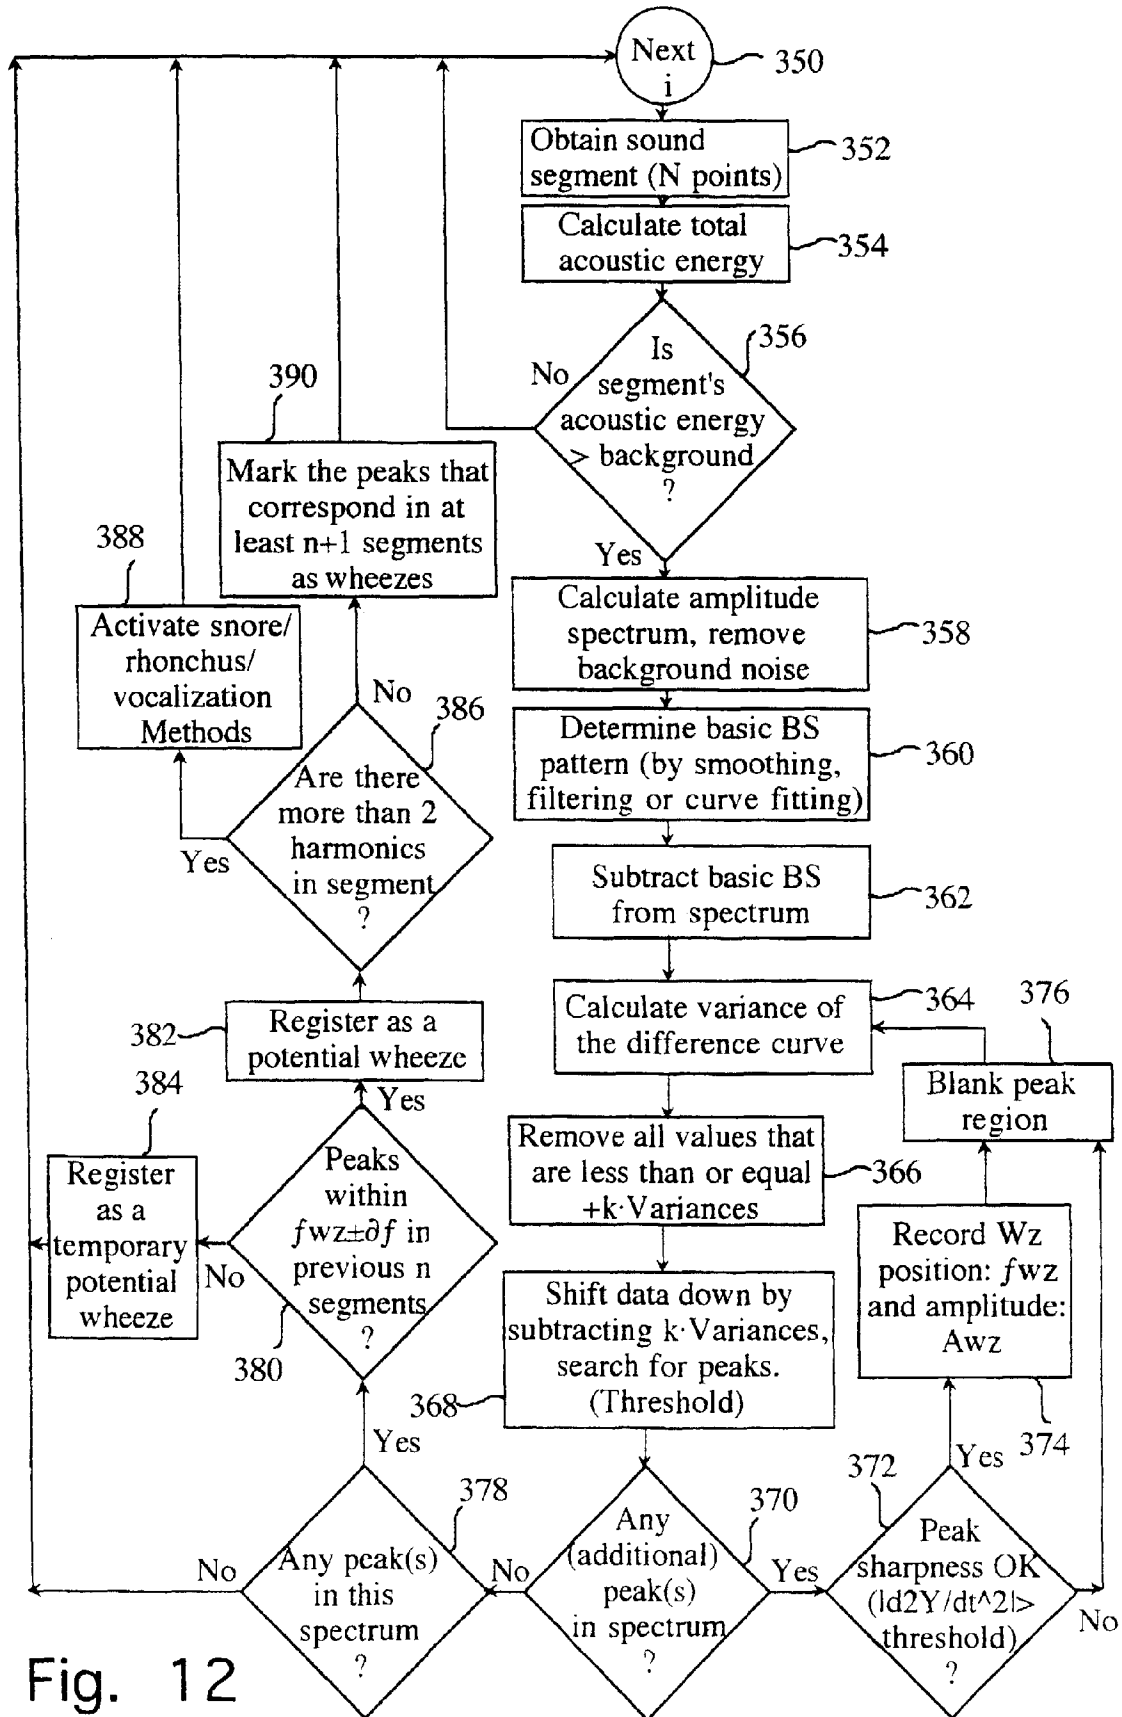 Next
i
350
Obtain sound
segment (N points)
352
Calculate total
acoustic energy
354
Is
segment's
acoustic energy
> background
?
356
No
Yes
390
Mark the peaks that
correspond in at
least n+1 segments
as wheezes
388
Activate snore/
rhonchus/
vocalization
Methods
Calculate amplitude
spectrum, remove
background noise
358
No
386
Are there
more than 2
harmonics
in segment
?
Yes
Determine basic BS
pattern (by smoothing,
filtering or curve fitting)
360
Subtract basic BS
from spectrum
362
Calculate variance of
the difference curve
364
376
Blank peak
region
382
Register as a
potential wheeze
384
Yes
Register
as a
temporary
potential
wheeze
Peaks
within
fwz±∂f in
previous n
segments
?
No
380
Remove all values that
are less than or equal
+k·Variances
366
Record Wz
position: fwz
and amplitude:
Awz
374
Shift data down by
subtracting k·Variances,
search for peaks.
(Threshold)
368
Yes
378
Any peak(s)
in this
spectrum
?
No
No
370
Any
(additional)
peak(s)
in spectrum
?
Yes
372
Yes
Peak
sharpness OK
(|d2Y/dt^2|>
threshold)
?
No
Fig. 12